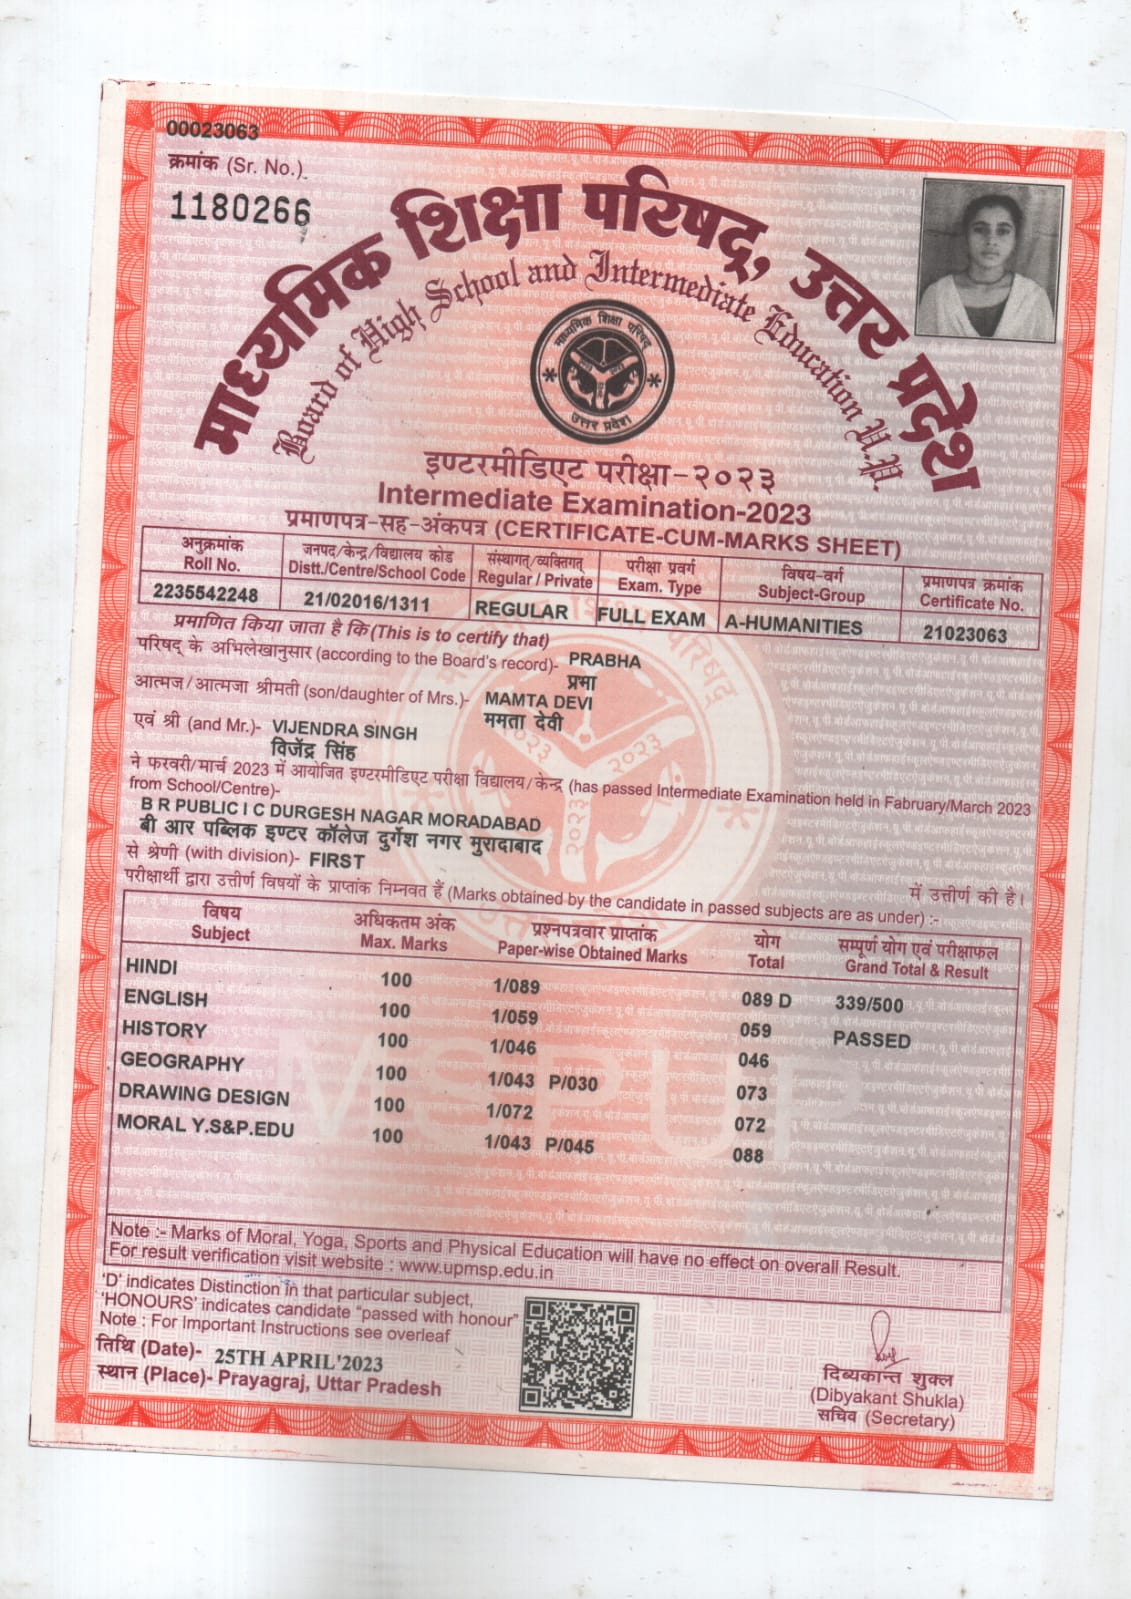 00023063
क्रमांक (Sr. No.)
1180266
माध्यमिक शिक्षा परिषद्, उत्तर प्रदेश
Board of High School and Intermediate Education U.P.
माध्यमिक शिक्षा परिषद्
उत्तर प्रदेश
इण्टरमीडिएट परीक्षा-२०२३
Intermediate Examination-2023
प्रमाणपत्र-सह-अंकपत्र (CERTIFICATE-CUM-MARKS SHEET)
अनुक्रमांक जनपद/केन्द्र/विद्यालय कोड संस्थागत/व्यक्तिगत परीक्षा प्रवर्ग विषय-वर्ग प्रमाणपत्र क्रमांक
Roll No. Distt./Centre/School Code Regular / Private Exam. Type Subject-Group Certificate No.
2235542248 21/02016/1311 REGULAR FULL EXAM A-HUMANITIES 21023063
प्रमाणित किया जाता है कि (This is to certify that)
परिषद् के अभिलेखानुसार (according to the Board's record)- PRABHA
प्रभा
आत्मज/आत्मजा श्रीमती (son/daughter of Mrs.)- MAMTA DEVI
ममता देवी
एवं श्री (and Mr.)- VIJENDRA SINGH
विजेंद्र सिंह
ने फरवरी/मार्च 2023 में आयोजित इण्टरमीडिएट परीक्षा विद्यालय/केन्द्र (has passed Intermediate Examination held in Fabruary/March 2023
from School/Centre)-
B R PUBLIC I C DURGESH NAGAR MORADABAD
बी आर पब्लिक इण्टर कॉलेज दुर्गेश नगर मुरादाबाद
से श्रेणी (with division)- FIRST में उत्तीर्ण की है।
परीक्षार्थी द्वारा उत्तीर्ण विषयों के प्राप्तांक निम्नवत हैं (Marks obtained by the candidate in passed subjects are as under) :-
विषय अधिकतम अंक प्रश्नपत्रवार प्राप्तांक योग सम्पूर्ण योग एवं परीक्षाफल
Subject Max. Marks Paper-wise Obtained Marks Total Grand Total & Result
HINDI 100 1/089 089 D 339/500
ENGLISH 100 1/059 059 PASSED
HISTORY 100 1/046 046
GEOGRAPHY 100 1/043 P/030 073
DRAWING DESIGN 100 1/072 072
MORAL Y.S&P.EDU 100 1/043 P/045 088
MSPUP
Note :- Marks of Moral, Yoga, Sports and Physical Education will have no effect on overall Result.
For result verification visit website : www.upmsp.edu.in
'D' indicates Distinction in that particular subject,
'HONOURS' indicates candidate "passed with honour"
Note : For Important Instructions see overleaf
तिथि (Date)- 25TH APRIL'2023
स्थान (Place)- Prayagraj, Uttar Pradesh
दिब्यकान्त शुक्ल
(Dibyakant Shukla)
सचिव (Secretary)